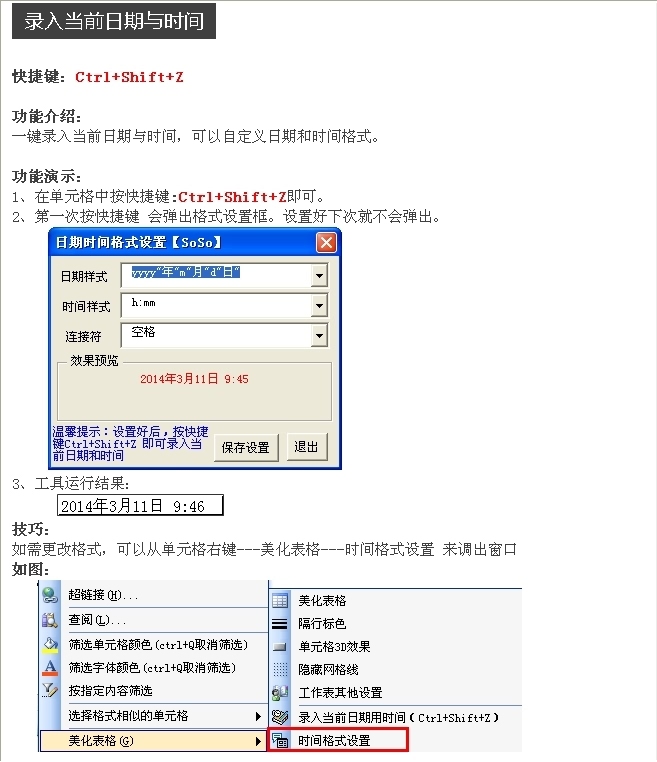 录入当前日期与时间
快捷键：Ctrl+Shift+Z
功能介绍：
一键录入当前日期与时间，可以自定义日期和时间格式。
功能演示：
1、在单元格中按快捷键:Ctrl+Shift+Z即可。
2、第一次按快捷键 会弹出格式设置框。设置好下次就不会弹出。
日期时间格式设置【SoSo】
日期样式 yyyy"年"m"月"d"日"
时间样式 h:mm
连接符 空格
效果预览
2014年3月11日 9:45
温馨提示：设置好后，按快捷
键Ctrl+Shift+Z 即可录入当
前日期和时间
保存设置 退出
3、工具运行结果：
2014年3月11日 9:46
技巧：
如需更改格式，可以从单元格右键---美化表格---时间格式设置 来调出窗口
如图：
超链接(H)...
查阅(L)...
筛选单元格颜色(ctrl+Q取消筛选)
筛选字体颜色(ctrl+Q取消筛选)
按指定内容筛选
选择格式相似的单元格
美化表格(G)
美化表格
隔行标色
单元格3D效果
隐藏网格线
工作表其他设置
录入当前日期用时间(Ctrl+Shift+Z)
时间格式设置